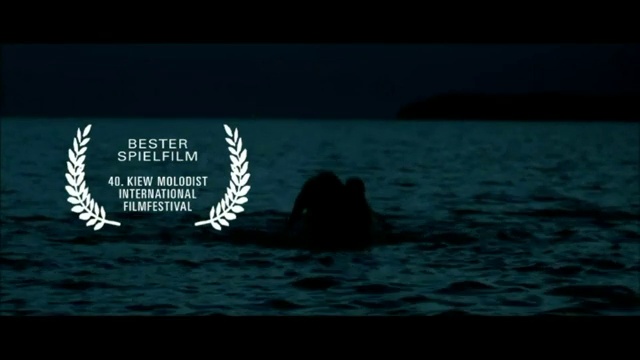 BESTER
SPIELFILM
40. KIEW MOLODIST
INTERNATIONAL
FILMFESTIVAL